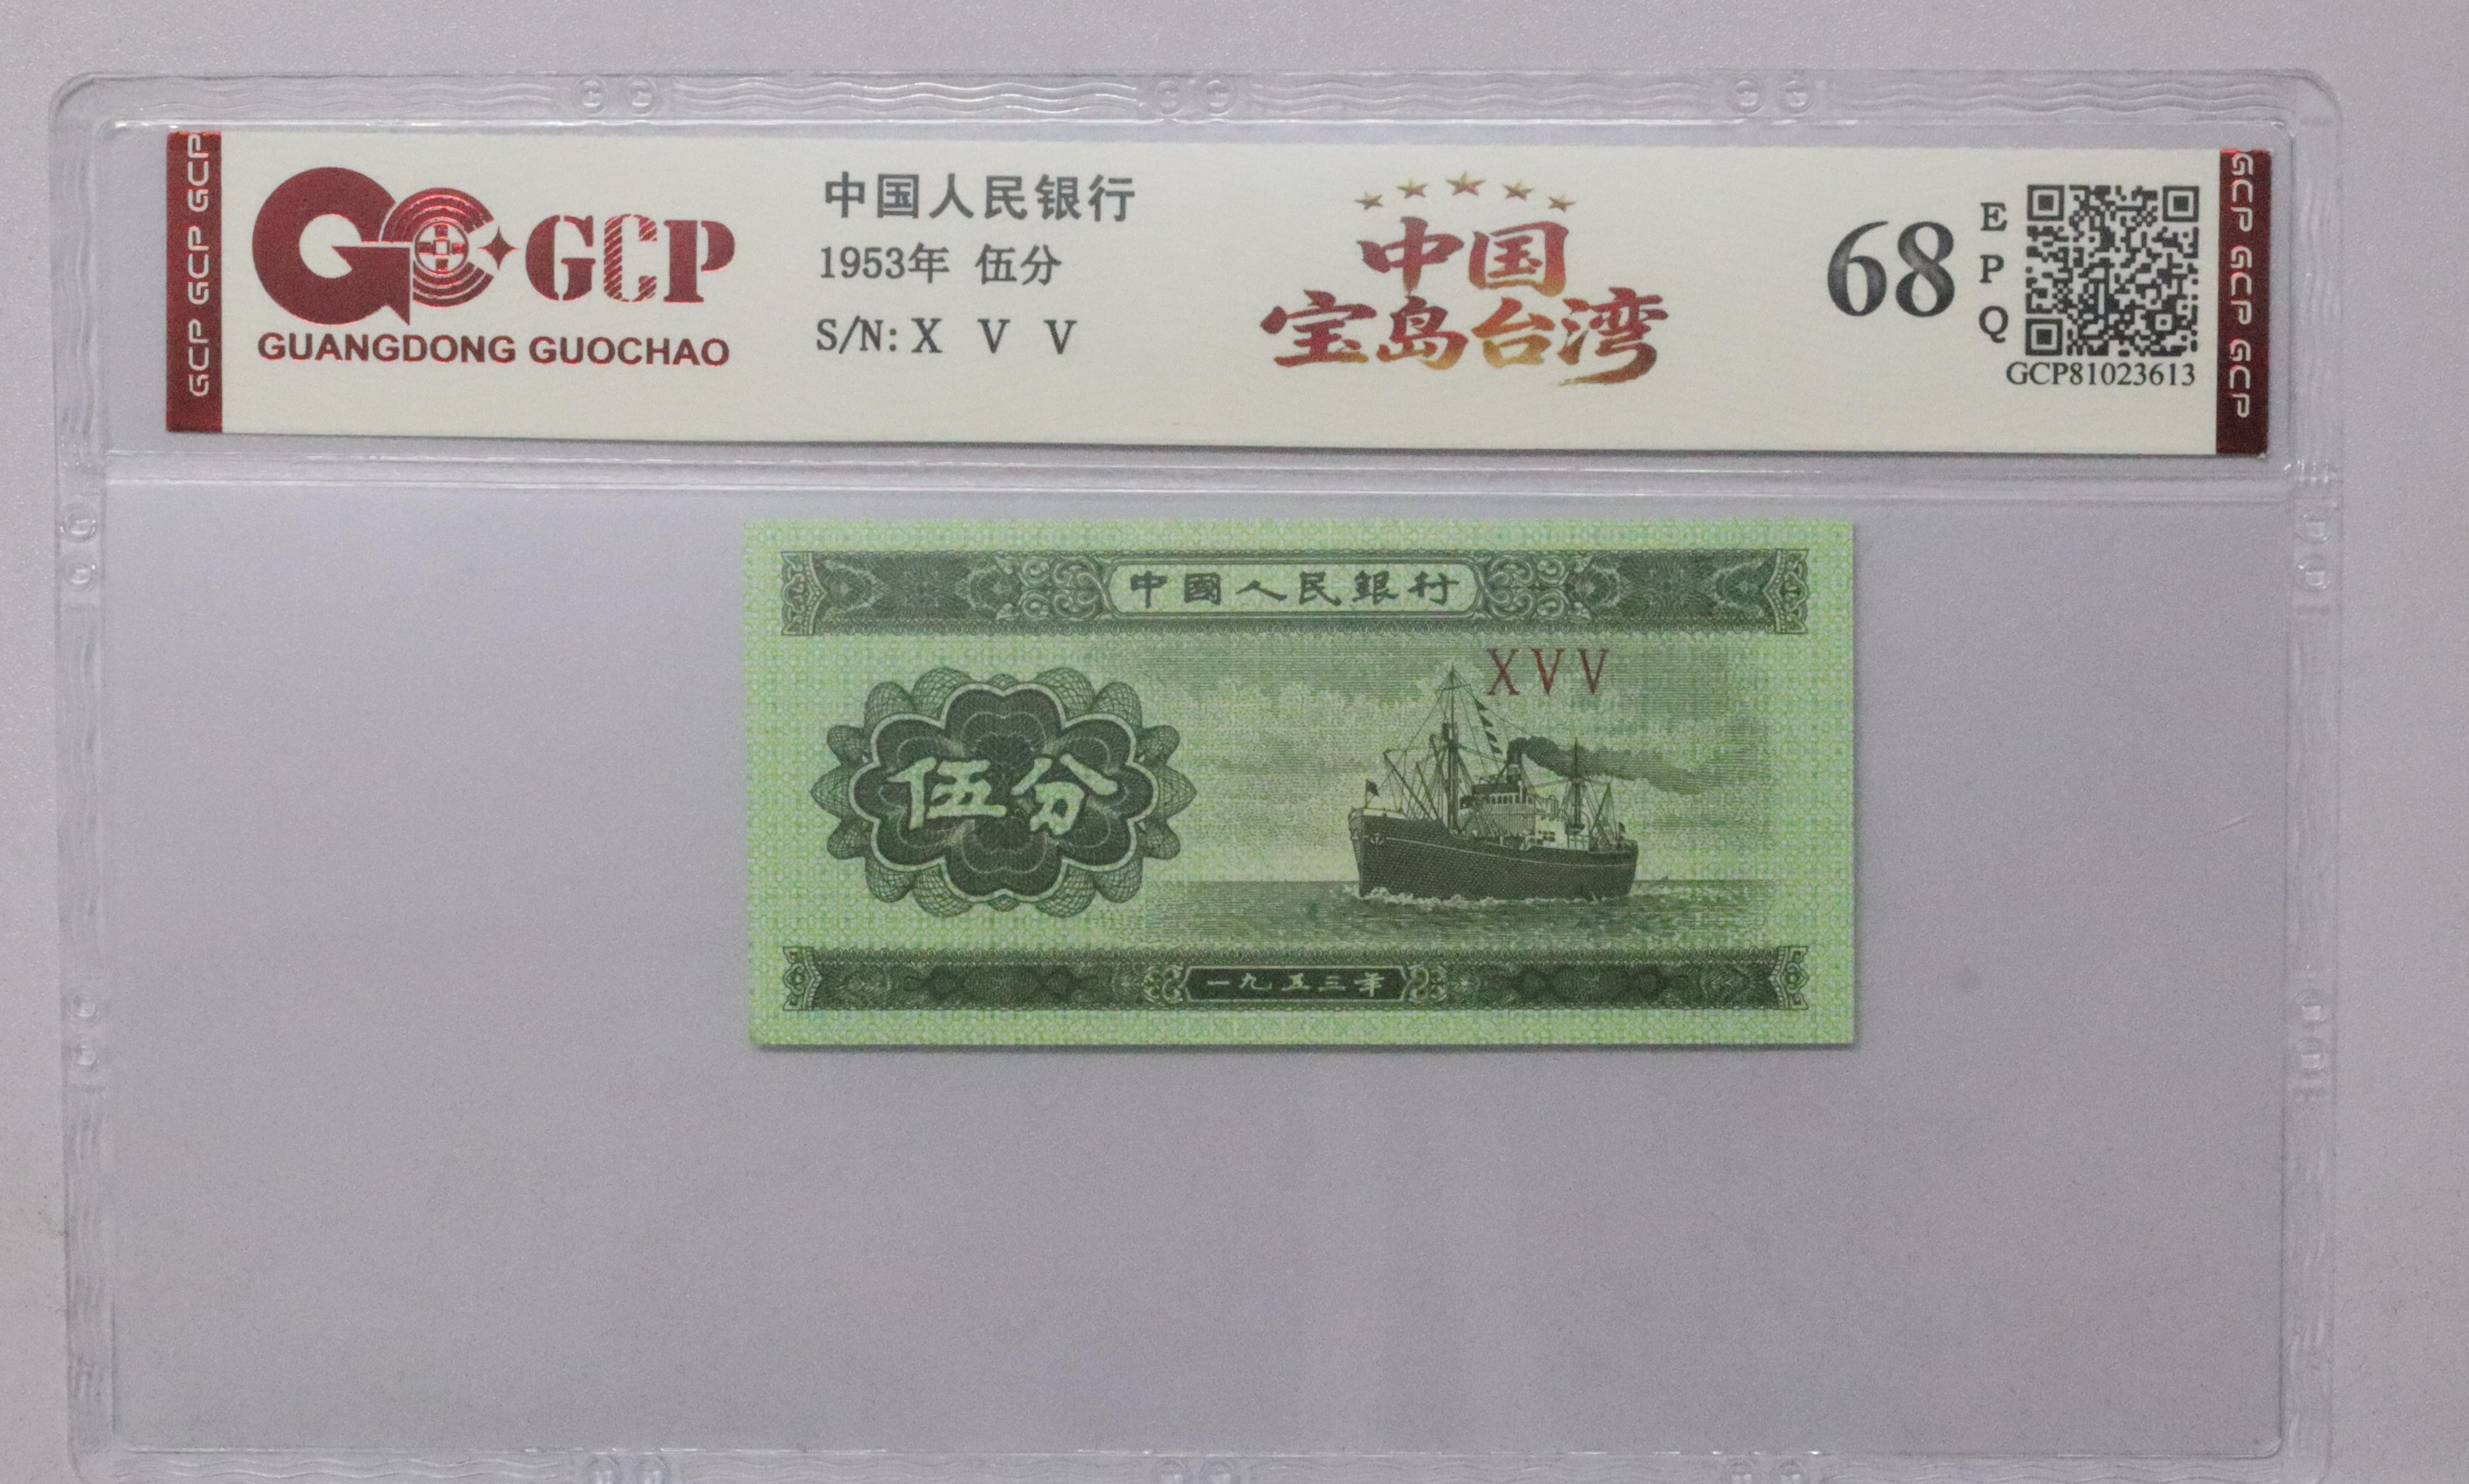 GCP GCP GCP
GCP
GUANGDONG GUOCHAO
中国人民银行
1953年 伍分
S/N: X V V
中国
宝岛台湾
68
E
P
Q
GCP81023613
GCP GCP GCP
中國人民銀行
XVV
伍分
一九五三年